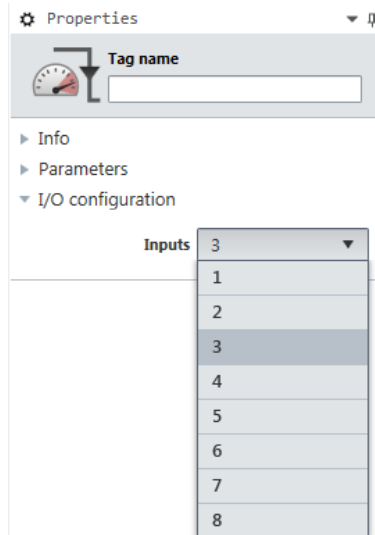 Properties
Tag name
Info
Parameters
I/O configuration
Inputs 3
1
2
3
4
5
6
7
8